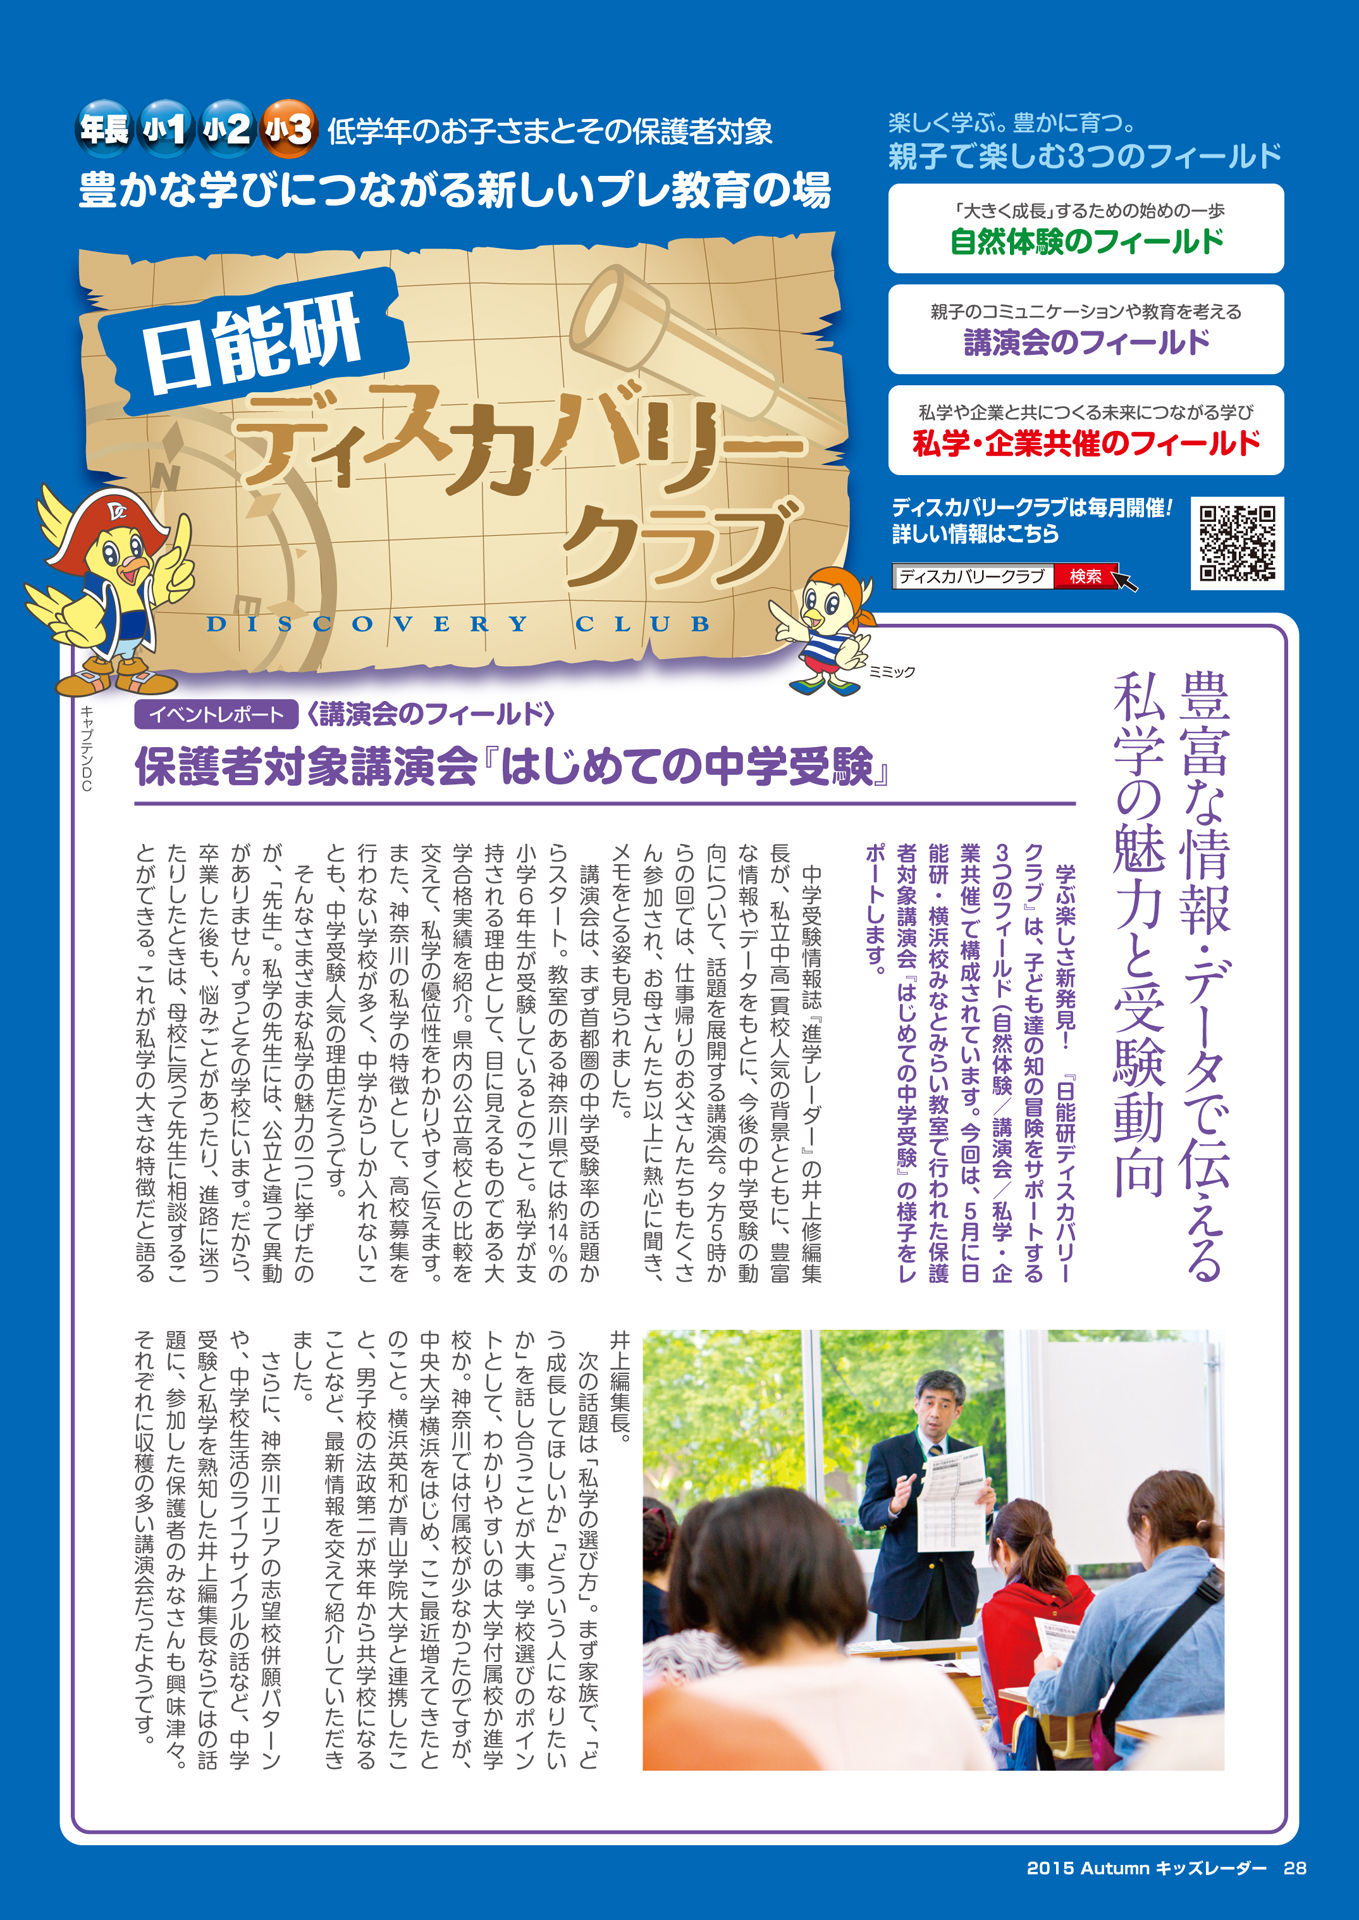 年長 小1 小2 小3 低学年のお子さまとその保護者対象
豊かな学びにつながる新しいプレ教育の場
日能研
ディスカバリー
クラブ
DISCOVERY CLUB
N
E
DC
キャプテンDC
ミミック
楽しく学ぶ。豊かに育つ。
親子で楽しむ3つのフィールド
「大きく成長」するための始めの一歩
自然体験のフィールド
親子のコミュニケーションや教育を考える
講演会のフィールド
私学や企業と共につくる未来につながる学び
私学・企業共催のフィールド
ディスカバリークラブは毎月開催!
詳しい情報はこちら
ディスカバリークラブ 検索
イベントレポート〈講演会のフィールド〉
保護者対象講演会『はじめての中学受験』
豊富な情報・データで伝える
私学の魅力と受験動向
学ぶ楽しさ新発見! 『日能研ディスカバリー
クラブ』は、子ども達の知の冒険をサポートする
3つのフィールド(自然体験/講演会/私学・企
業共催)で構成されています。今回は、5月に日
能研・横浜校みなとみらい教室で行われた保護
者対象講演会『はじめての中学受験』の様子をレ
ポートします。
中学受験情報誌『進学レーダー』の井上修編集
長が、私立中高一貫校人気の背景とともに、豊富
な情報やデータをもとに、今後の中学受験の動
向について、話題を展開する講演会。夕方5時か
らの回では、仕事帰りのお父さんたちもたくさ
ん参加され、お母さんたち以上に熱心に聞き、
メモをとる姿も見られました。
講演会は、まず首都圏の中学受験率の話題か
らスタート。教室のある神奈川県では約14%の
小学6年生が受験しているとのこと。私学が支
持される理由として、目に見えるものである大
学合格実績を紹介。県内の公立高校との比較を
交えて、私学の優位性をわかりやすく伝えます。
また、神奈川の私学の特徴として、高校募集を
行わない学校が多く、中学からしか入れないこ
とも、中学受験人気の理由だそうです。
そんなさまざまな私学の魅力の一つに挙げたの
が、「先生」。私学の先生には、公立と違って異動
がありません。ずっとその学校にいます。だから、
卒業した後も、悩みごとがあったり、進路に迷っ
たりしたときは、母校に戻って先生に相談するこ
とができる。これが私学の大きな特徴だと語る
井上編集長。
次の話題は「私学の選び方」。まず家族で、「ど
う成長してほしいか」「どういう人になりたい
か」を話し合うことが大事。学校選びのポイン
トとして、わかりやすいのは大学付属校か進学
校か。神奈川では付属校が少なかったのですが、
中央大学横浜をはじめ、ここ最近増えてきたと
のこと。横浜英和が青山学院大学と連携したこ
と、男子校の法政第二が来年から共学校になる
ことなど、最新情報を交えて紹介していただき
ました。
さらに、神奈川エリアの志望校併願パターン
や、中学校生活のライフサイクルの話など、中学
受験と私学を熟知した井上編集長ならではの話
題に、参加した保護者のみなさんも興味津々。
それぞれに収穫の多い講演会だったようです。
2015 Autumn キッズレーダー 28